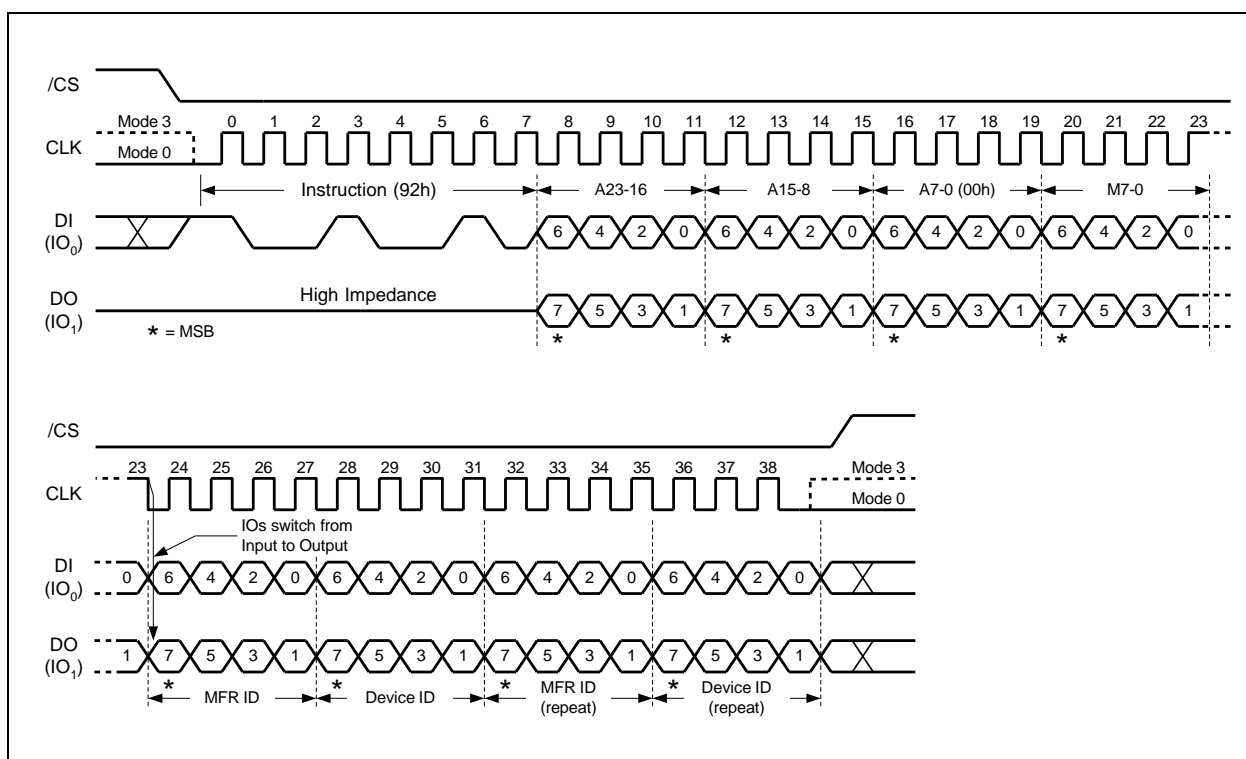 /CS
Mode 3
0 1 2 3 4 5 6 7 8 9 10 11 12 13 14 15 16 17 18 19 20 21 22 23
CLK
Mode 0
Instruction (92h) A23-16 A15-8 A7-0 (00h) M7-0
DI
(IO0)
6 4 2 0 6 4 2 0 6 4 2 0 6 4 2 0
High Impedance
DO
(IO1)
7 5 3 1 7 5 3 1 7 5 3 1 7 5 3 1
* = MSB
* * * *
/CS
23 24 25 26 27 28 29 30 31 32 33 34 35 36 37 38
Mode 3
CLK
Mode 0
IOs switch from
Input to Output
DI
(IO0)
0 6 4 2 0 6 4 2 0 6 4 2 0 6 4 2 0
DO
(IO1)
1 7 5 3 1 7 5 3 1 7 5 3 1 7 5 3 1
* * * *
MFR ID Device ID MFR ID
(repeat)
Device ID
(repeat)